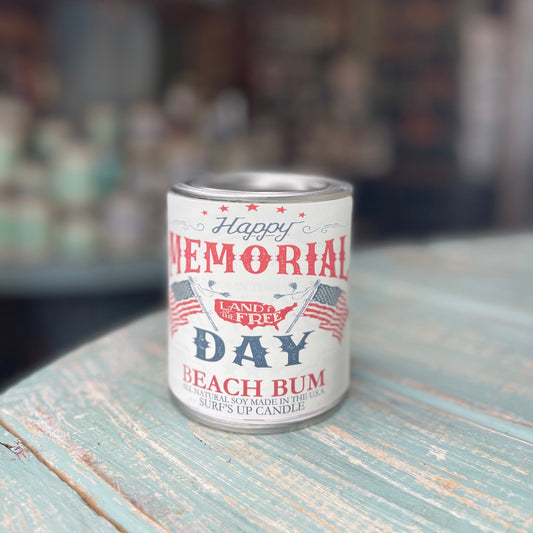 Happy
MEMORIAL
LAND OF
THE FREE
DAY
BEACH BUM
ALL NATURAL SOY MADE IN THE U.S.A
SURF'S UP CANDLE